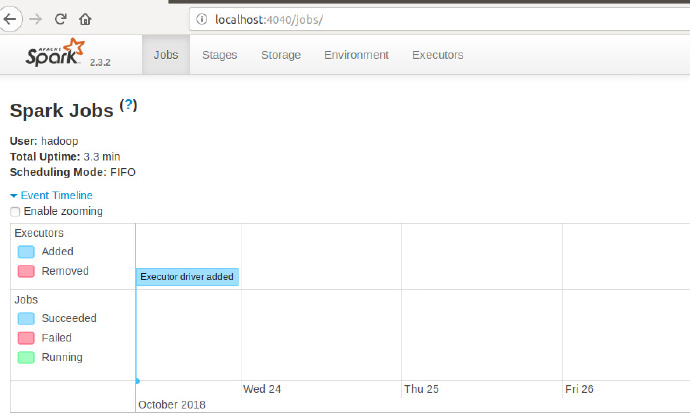 localhost:4040/jobs/
APACHE
Spark 2.3.2 Jobs Stages Storage Environment Executors
Spark Jobs (?)
User: hadoop
Total Uptime: 3.3 min
Scheduling Mode: FIFO
Event Timeline
Enable zooming
Executors
Added
Removed
Executor driver added
Jobs
Succeeded
Failed
Running
Wed 24 Thu 25 Fri 26
October 2018